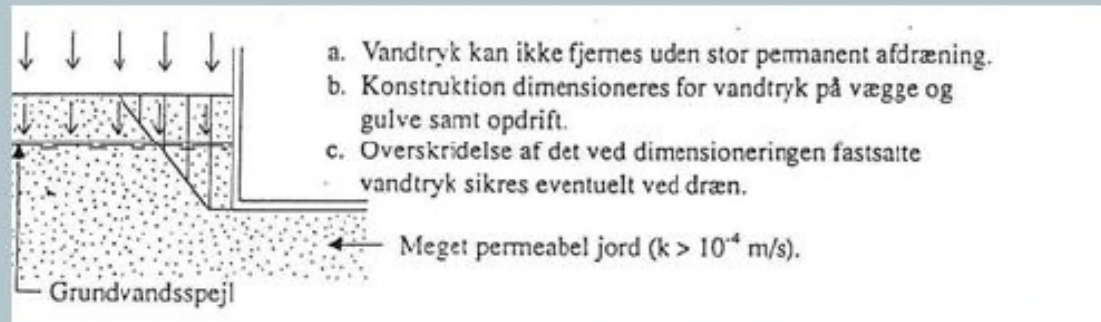 a. Vandtryk kan ikke fjernes uden stor permanent afdræning.
b. Konstruktion dimensioneres for vandtryk på vægge og
gulve samt opdrift.
c. Overskridelse af det ved dimensioneringen fastsatte
vandtryk sikres eventuelt ved dræn.
Meget permeabel jord (k > 10⁻⁴ m/s).
Grundvandsspejl